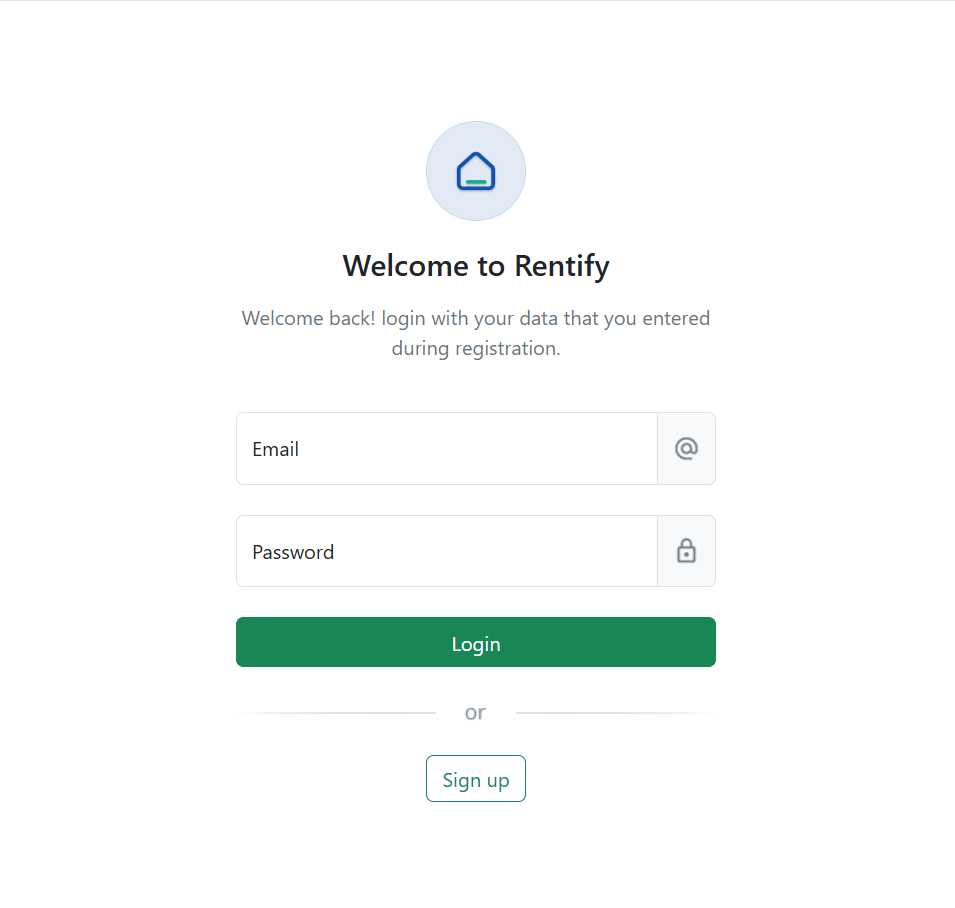 Welcome to Rentify
Welcome back! login with your data that you entered
during registration.
Email
@
Password
Login
or
Sign up